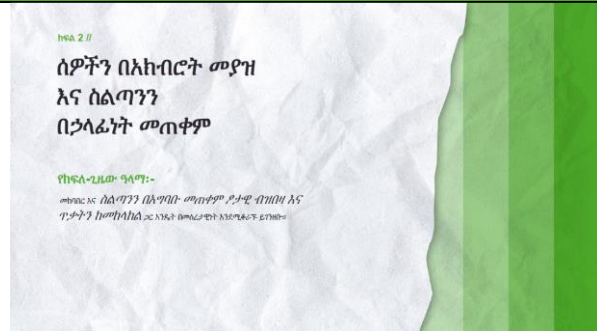 ክፍል 2 //
ሰዎችን በአክብሮት መያዝ
እና ስልጣንን
በኃላፊነት መጠቀም
የክፍለ-ጊዜው ዓላማ፦
መከባበር እና ስልጣንን በአግባቡ መጠቀም ፆታዊ ብዝበዛ እና
ጥቃትን ከመከላከል ጋር እንዴት በመሰረታዊነት እንደሚቆራኙ ይገነዘቡ።